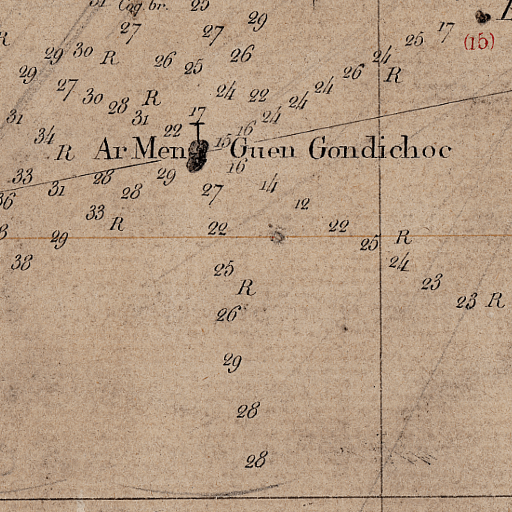 31 Coq. br. 25 29
27 27 25 17
(15)
R 29 30 R 26 25 26 24
29 26 R
27 30 28 R 24 22 24 24
31 31 17 24
34 22 15 16
R Ar Men Guen Gondichoc
16
33 31 28 28 29 27 14
36 33 R 12
29 22 22 25 R
33 25 24
R 23 23 R
26
29
28
28